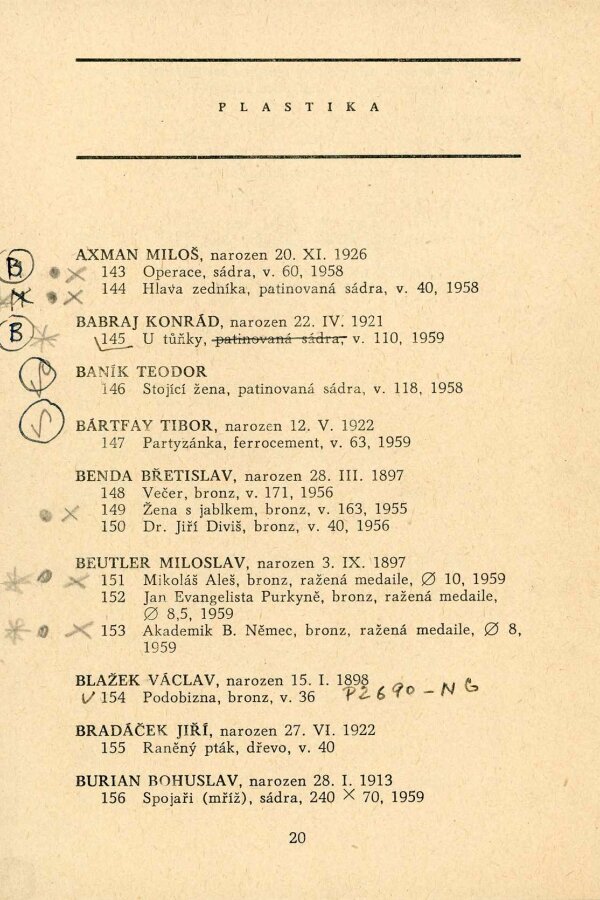 PLASTIKA
AXMAN MILOŠ, narozen 20. XI. 1926
B
143 Operace, sádra, v. 60, 1958
144 Hlava zedníka, patinovaná sádra, v. 40, 1958
BABRAJ KONRÁD, narozen 22. IV. 1921
B
145 U tůňky, patinovaná sádra, v. 110, 1959
BANÍK TEODOR
146 Stojící žena, patinovaná sádra, v. 118, 1958
BÁRTFAY TIBOR, narozen 12. V. 1922
147 Partyzánka, ferrocement, v. 63, 1959
BENDA BŘETISLAV, narozen 28. III. 1897
148 Večer, bronz, v. 171, 1956
149 Žena s jablkem, bronz, v. 163, 1955
150 Dr. Jiří Diviš, bronz, v. 40, 1956
BEUTLER MILOSLAV, narozen 3. IX. 1897
151 Mikoláš Aleš, bronz, ražená medaile, ∅ 10, 1959
152 Jan Evangelista Purkyně, bronz, ražená medaile,
∅ 8,5, 1959
153 Akademik B. Němec, bronz, ražená medaile, ∅ 8,
1959
BLAŽEK VÁCLAV, narozen 15. I. 1898
154 Podobizna, bronz, v. 36 P2690-NG
BRADÁČEK JIŘÍ, narozen 27. VI. 1922
155 Raněný pták, dřevo, v. 40
BURIAN BOHUSLAV, narozen 28. I. 1913
156 Spojaři (mříž), sádra, 240 × 70, 1959
20